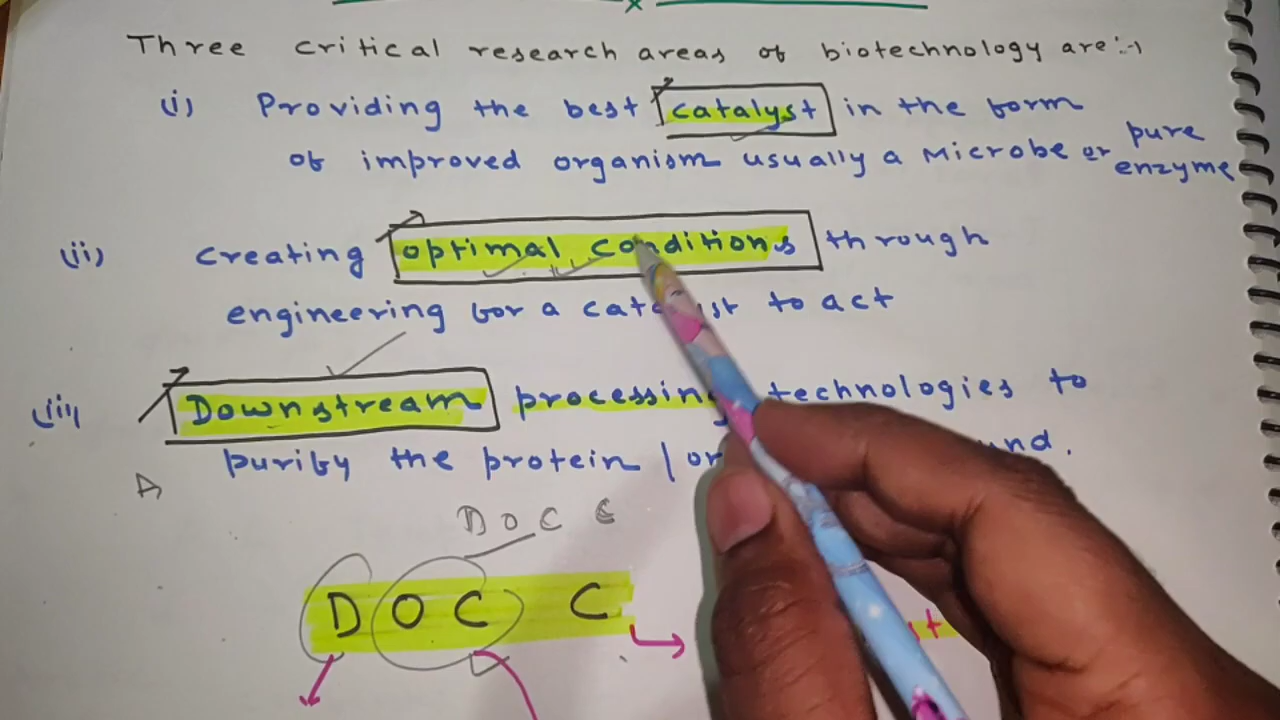 Three critical research areas of biotechnology are:-
(i) Providing the best catalyst in the form
of improved organism usually a Microbe or pure enzyme
(ii) Creating optimal conditions through
engineering for a catalyst to act
(iii) Downstream processing technologies to
purify the protein / or
A
D O C C
D O C C